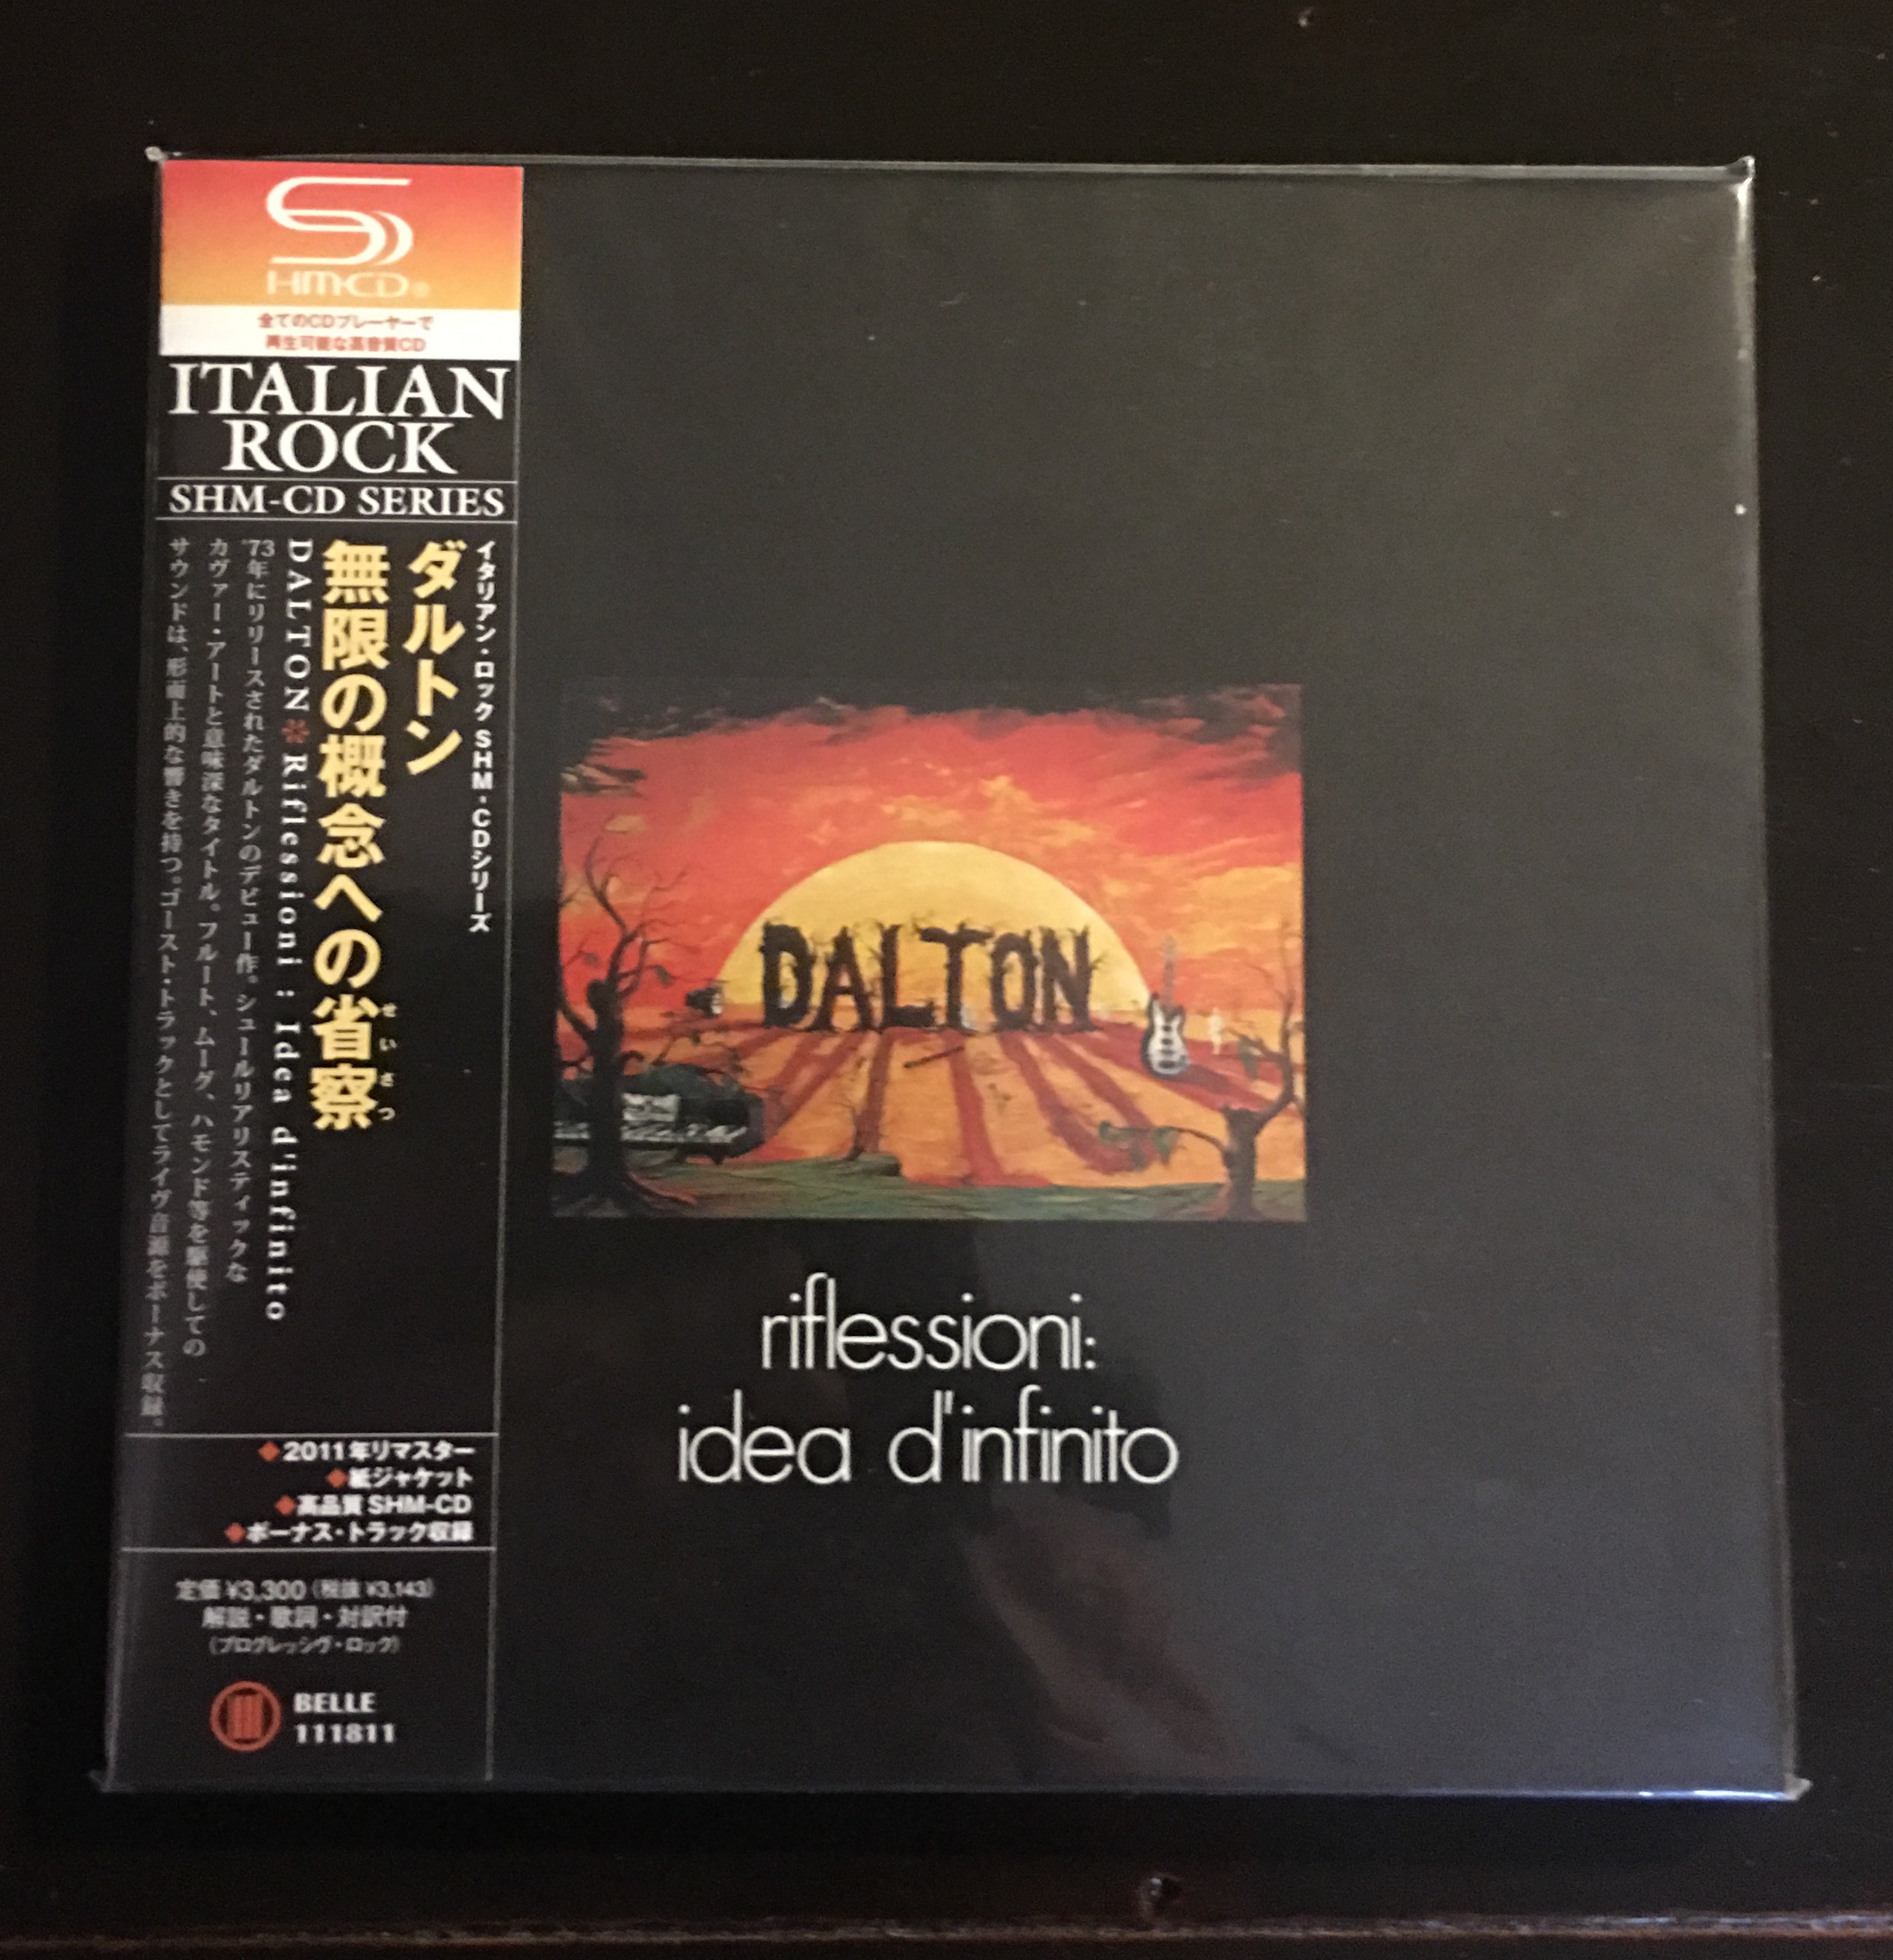 SHM-CD®
全てのCDプレーヤーで
再生可能な高音質CD
ITALIAN
ROCK
SHM-CD SERIES
イタリアン・ロック SHM-CDシリーズ
ダルトン
無限の概念への省察
せいさつ
DALTON ※ Riflessioni : Idea d'infinito
'73年にリリースされたダルトンのデビュー作。シュールリアリスティックな
カヴァー・アートと意味深なタイトル。フルート、ムーグ、ハモンド等を駆使しての
サウンドは、形而上的な響きを持つ。ゴースト・トラックとしてライヴ音源をボーナス収録。
◆2011年リマスター
◆紙ジャケット
◆高品質 SHM-CD
◆ボーナス・トラック収録
定価 ¥3,300 (税抜 ¥3,143)
解説・歌詞・対訳付
(プログレッシヴ・ロック)
BELLE
111811
DALTON
riflessioni:
idea d'infinito